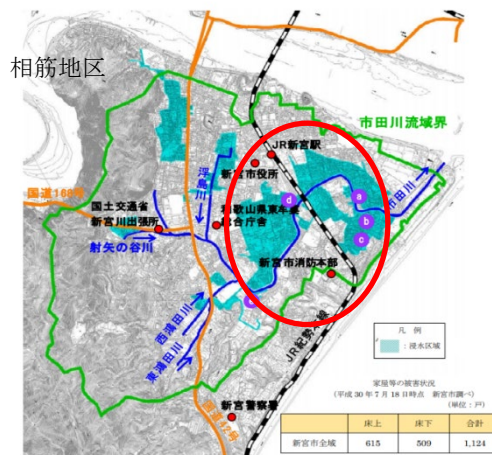 相筋地区
市田川流域界
JR新宮駅
新宮市役所
浮島川
市田川
国道168号
国土交通省
新宮川出張所
和歌山県東牟婁
総合庁舎
射矢の谷川
新宮市消防本部
西鴻田川
東鴻田川
JR紀勢本線
新宮警察署
国道42号
a
b
c
d
凡 例
:浸水区域
家屋等の被害状況
(平成 30 年 7 月 18 日時点 新宮市調べ)
(単位:戸)
床上 床下 合計
新宮市全域 615 509 1,124